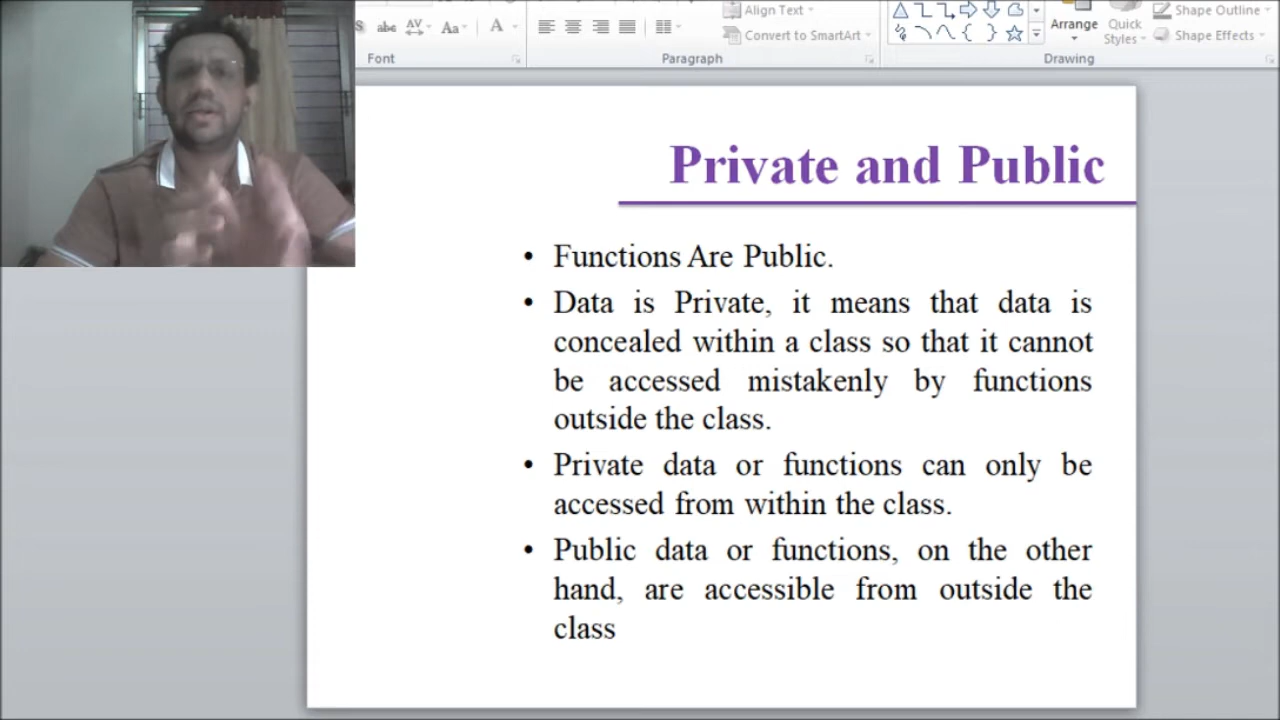 Align Text
Convert to SmartArt
Arrange
Quick
Styles
Shape Outline
Shape Effects
S abc AV Aa A
Font
Paragraph
Drawing
Private and Public
• Functions Are Public.
• Data is Private, it means that data is
concealed within a class so that it cannot
be accessed mistakenly by functions
outside the class.
• Private data or functions can only be
accessed from within the class.
• Public data or functions, on the other
hand, are accessible from outside the
class